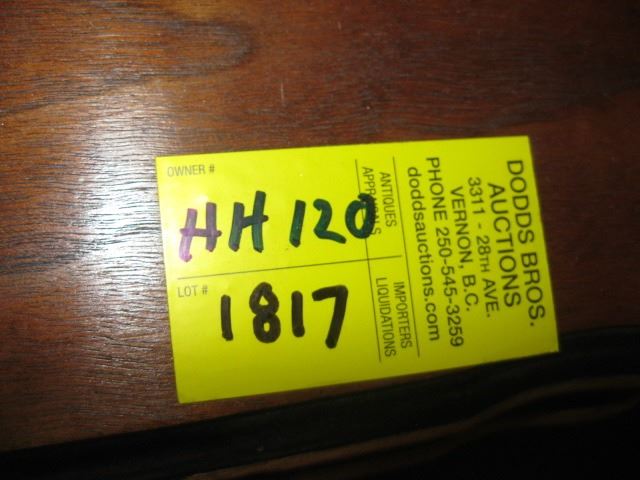 OWNER #
HH 120
LOT #
1817
ANTIQUES
APPRAISALS
IMPORTERS
LIQUIDATIONS
DODDS BROS.
AUCTIONS
3311 - 28TH AVE.
VERNON, B.C.
PHONE 250-545-3259
doddsauctions.com